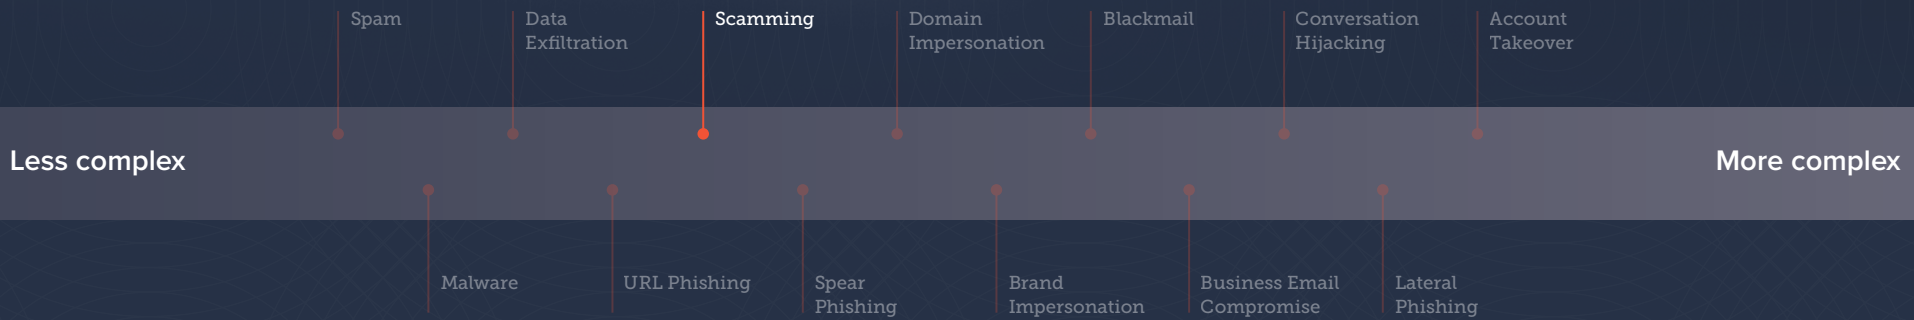 Spam
Data
Exfiltration
Scamming
Domain
Impersonation
Blackmail
Conversation
Hijacking
Account
Takeover
Less complex
More complex
Malware
URL Phishing
Spear
Phishing
Brand
Impersonation
Business Email
Compromise
Lateral
Phishing